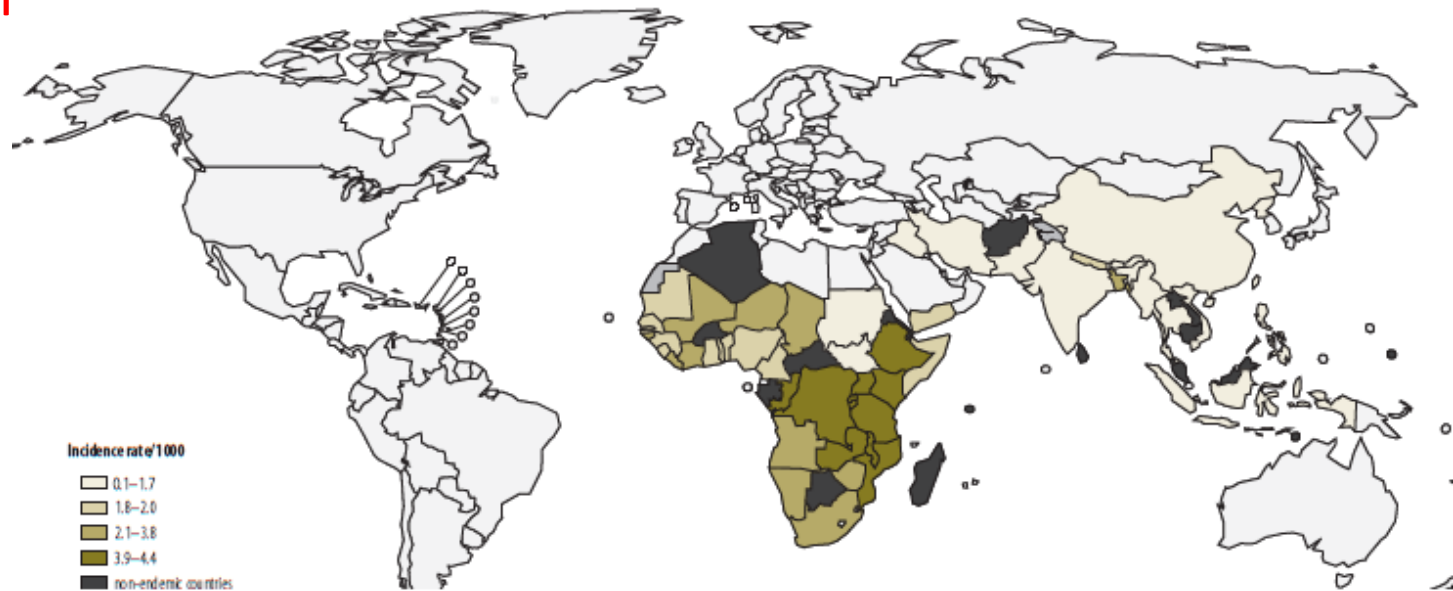 Incidence rate/1000
0.1–1.7
1.8–2.0
2.1–3.8
3.9–4.4
non-endemic countries